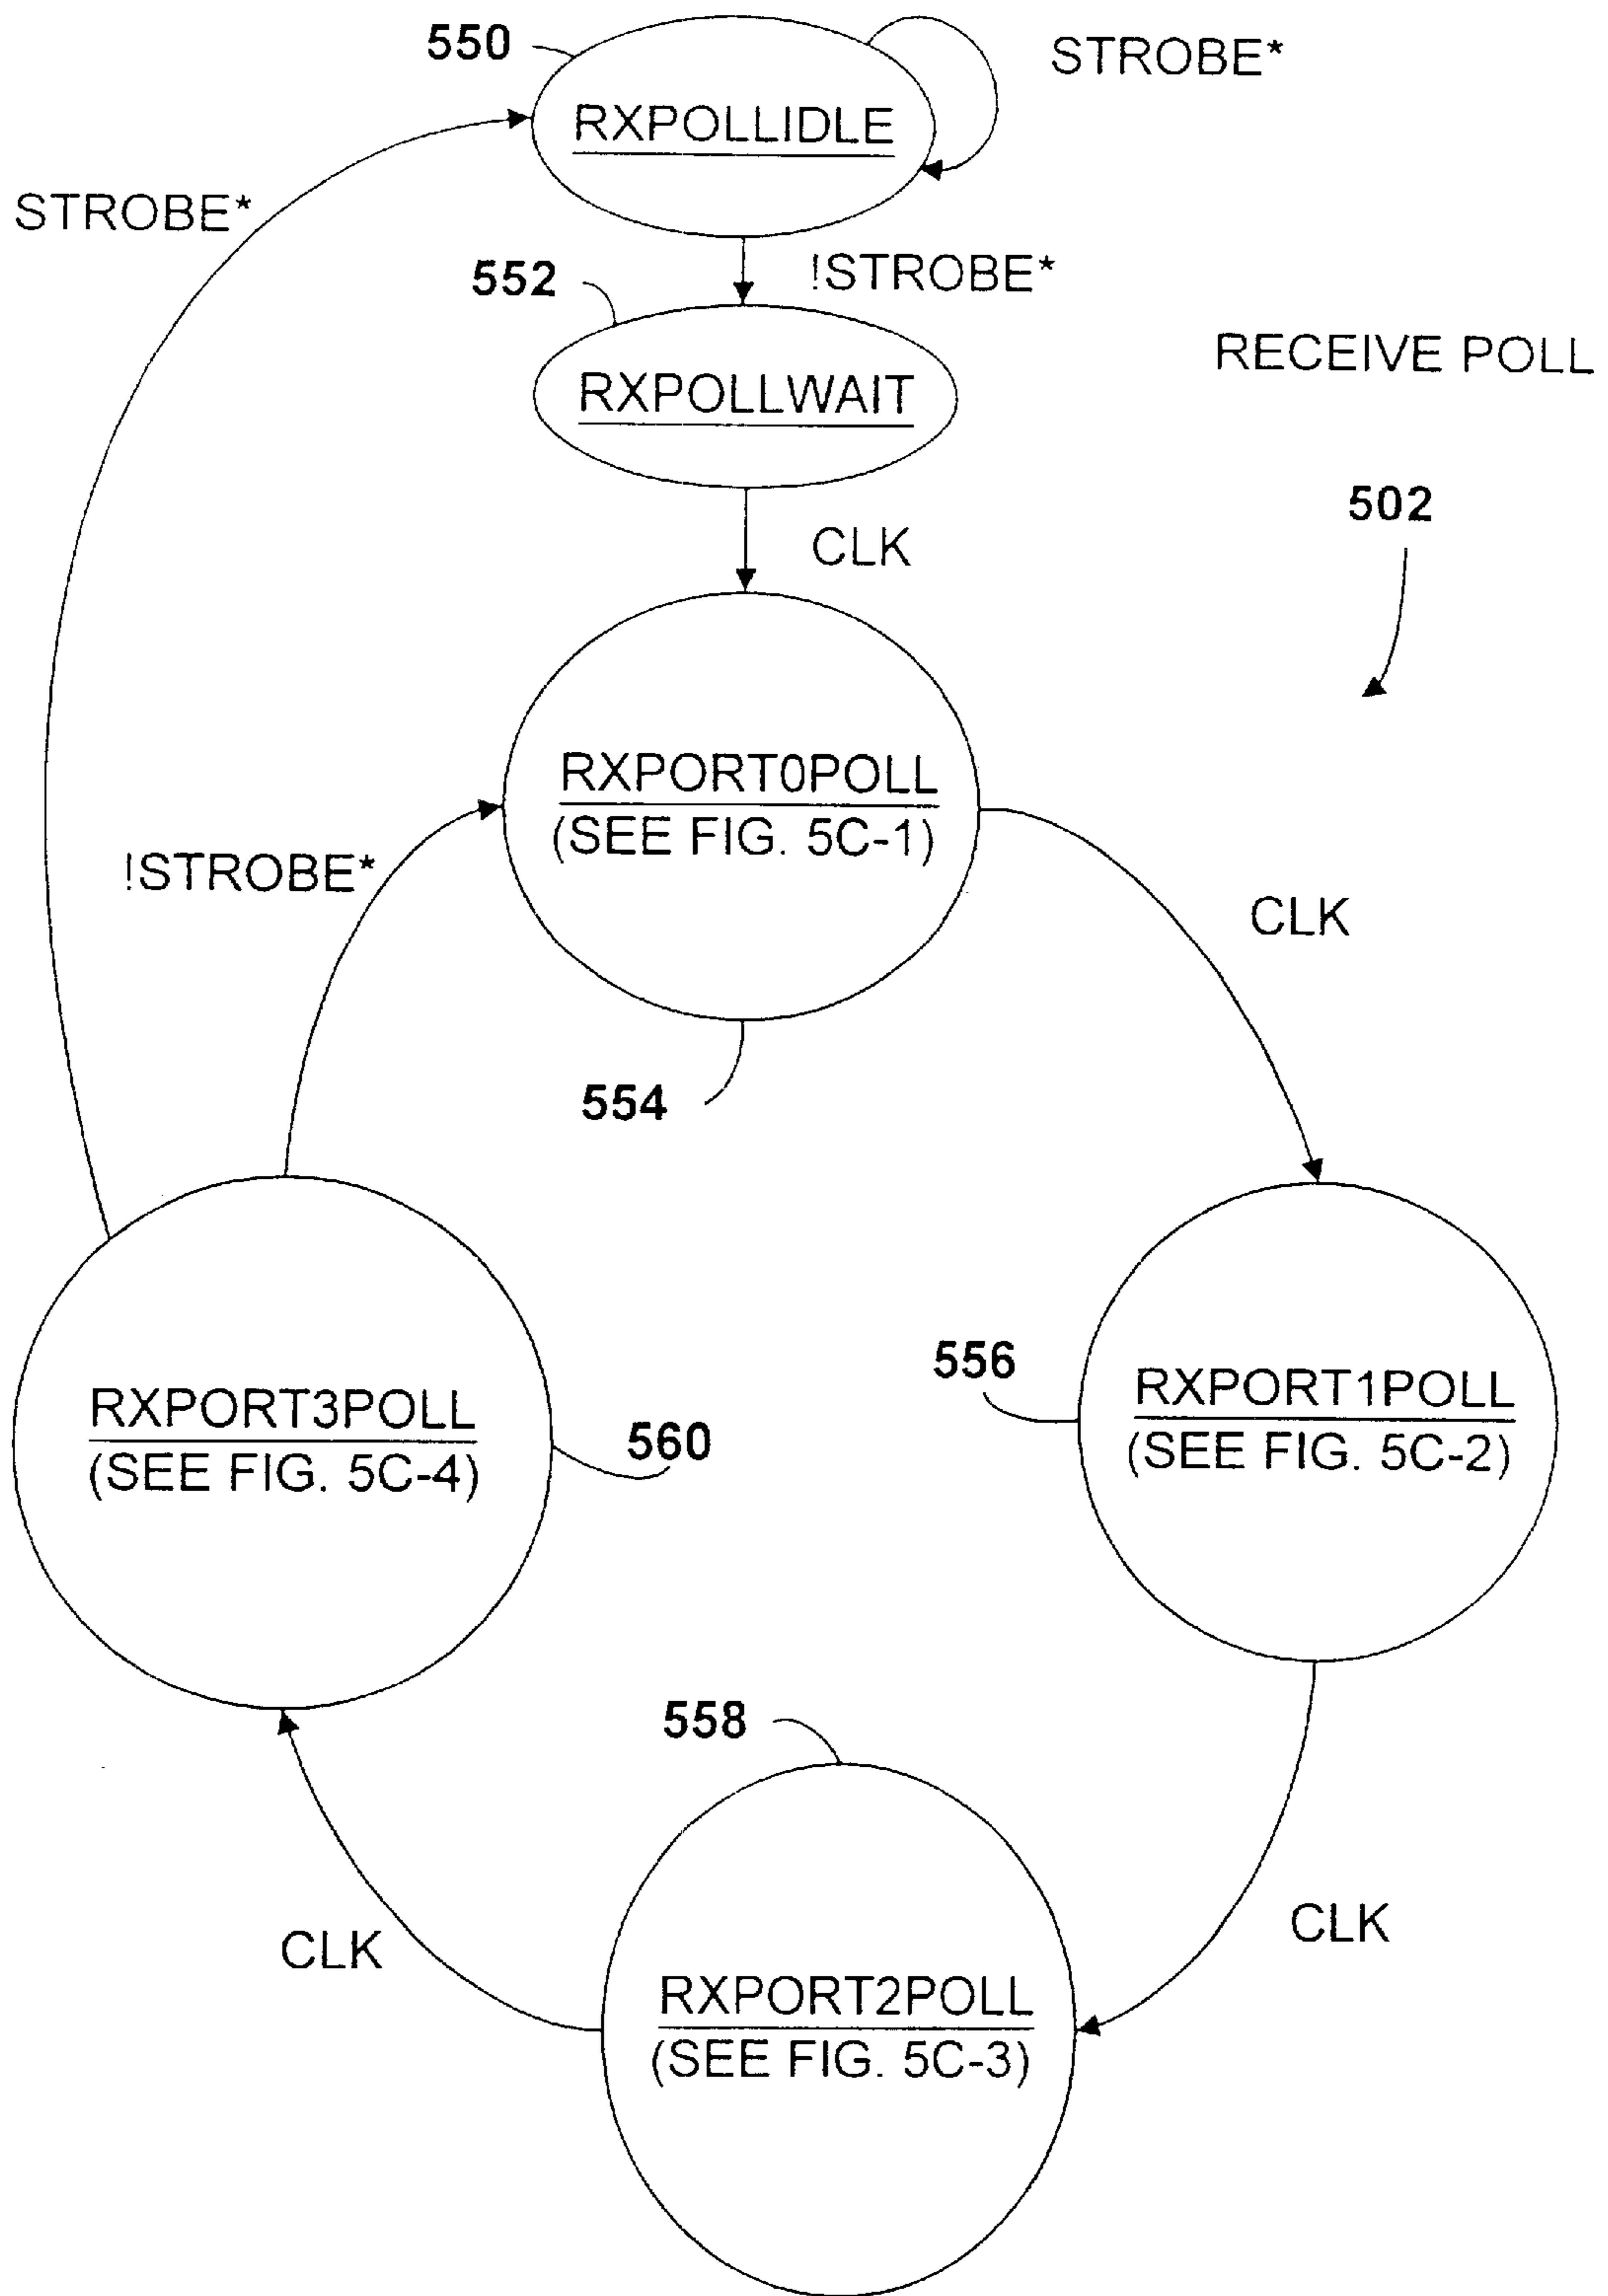 550
STROBE*
RXPOLLIDLE
STROBE*
!STROBE*
552
RECEIVE POLL
RXPOLLWAIT
502
CLK
RXPORT0POLL
(SEE FIG. 5C-1)
!STROBE*
CLK
554
556
RXPORT1POLL
(SEE FIG. 5C-2)
RXPORT3POLL
(SEE FIG. 5C-4)
560
558
CLK
CLK
RXPORT2POLL
(SEE FIG. 5C-3)